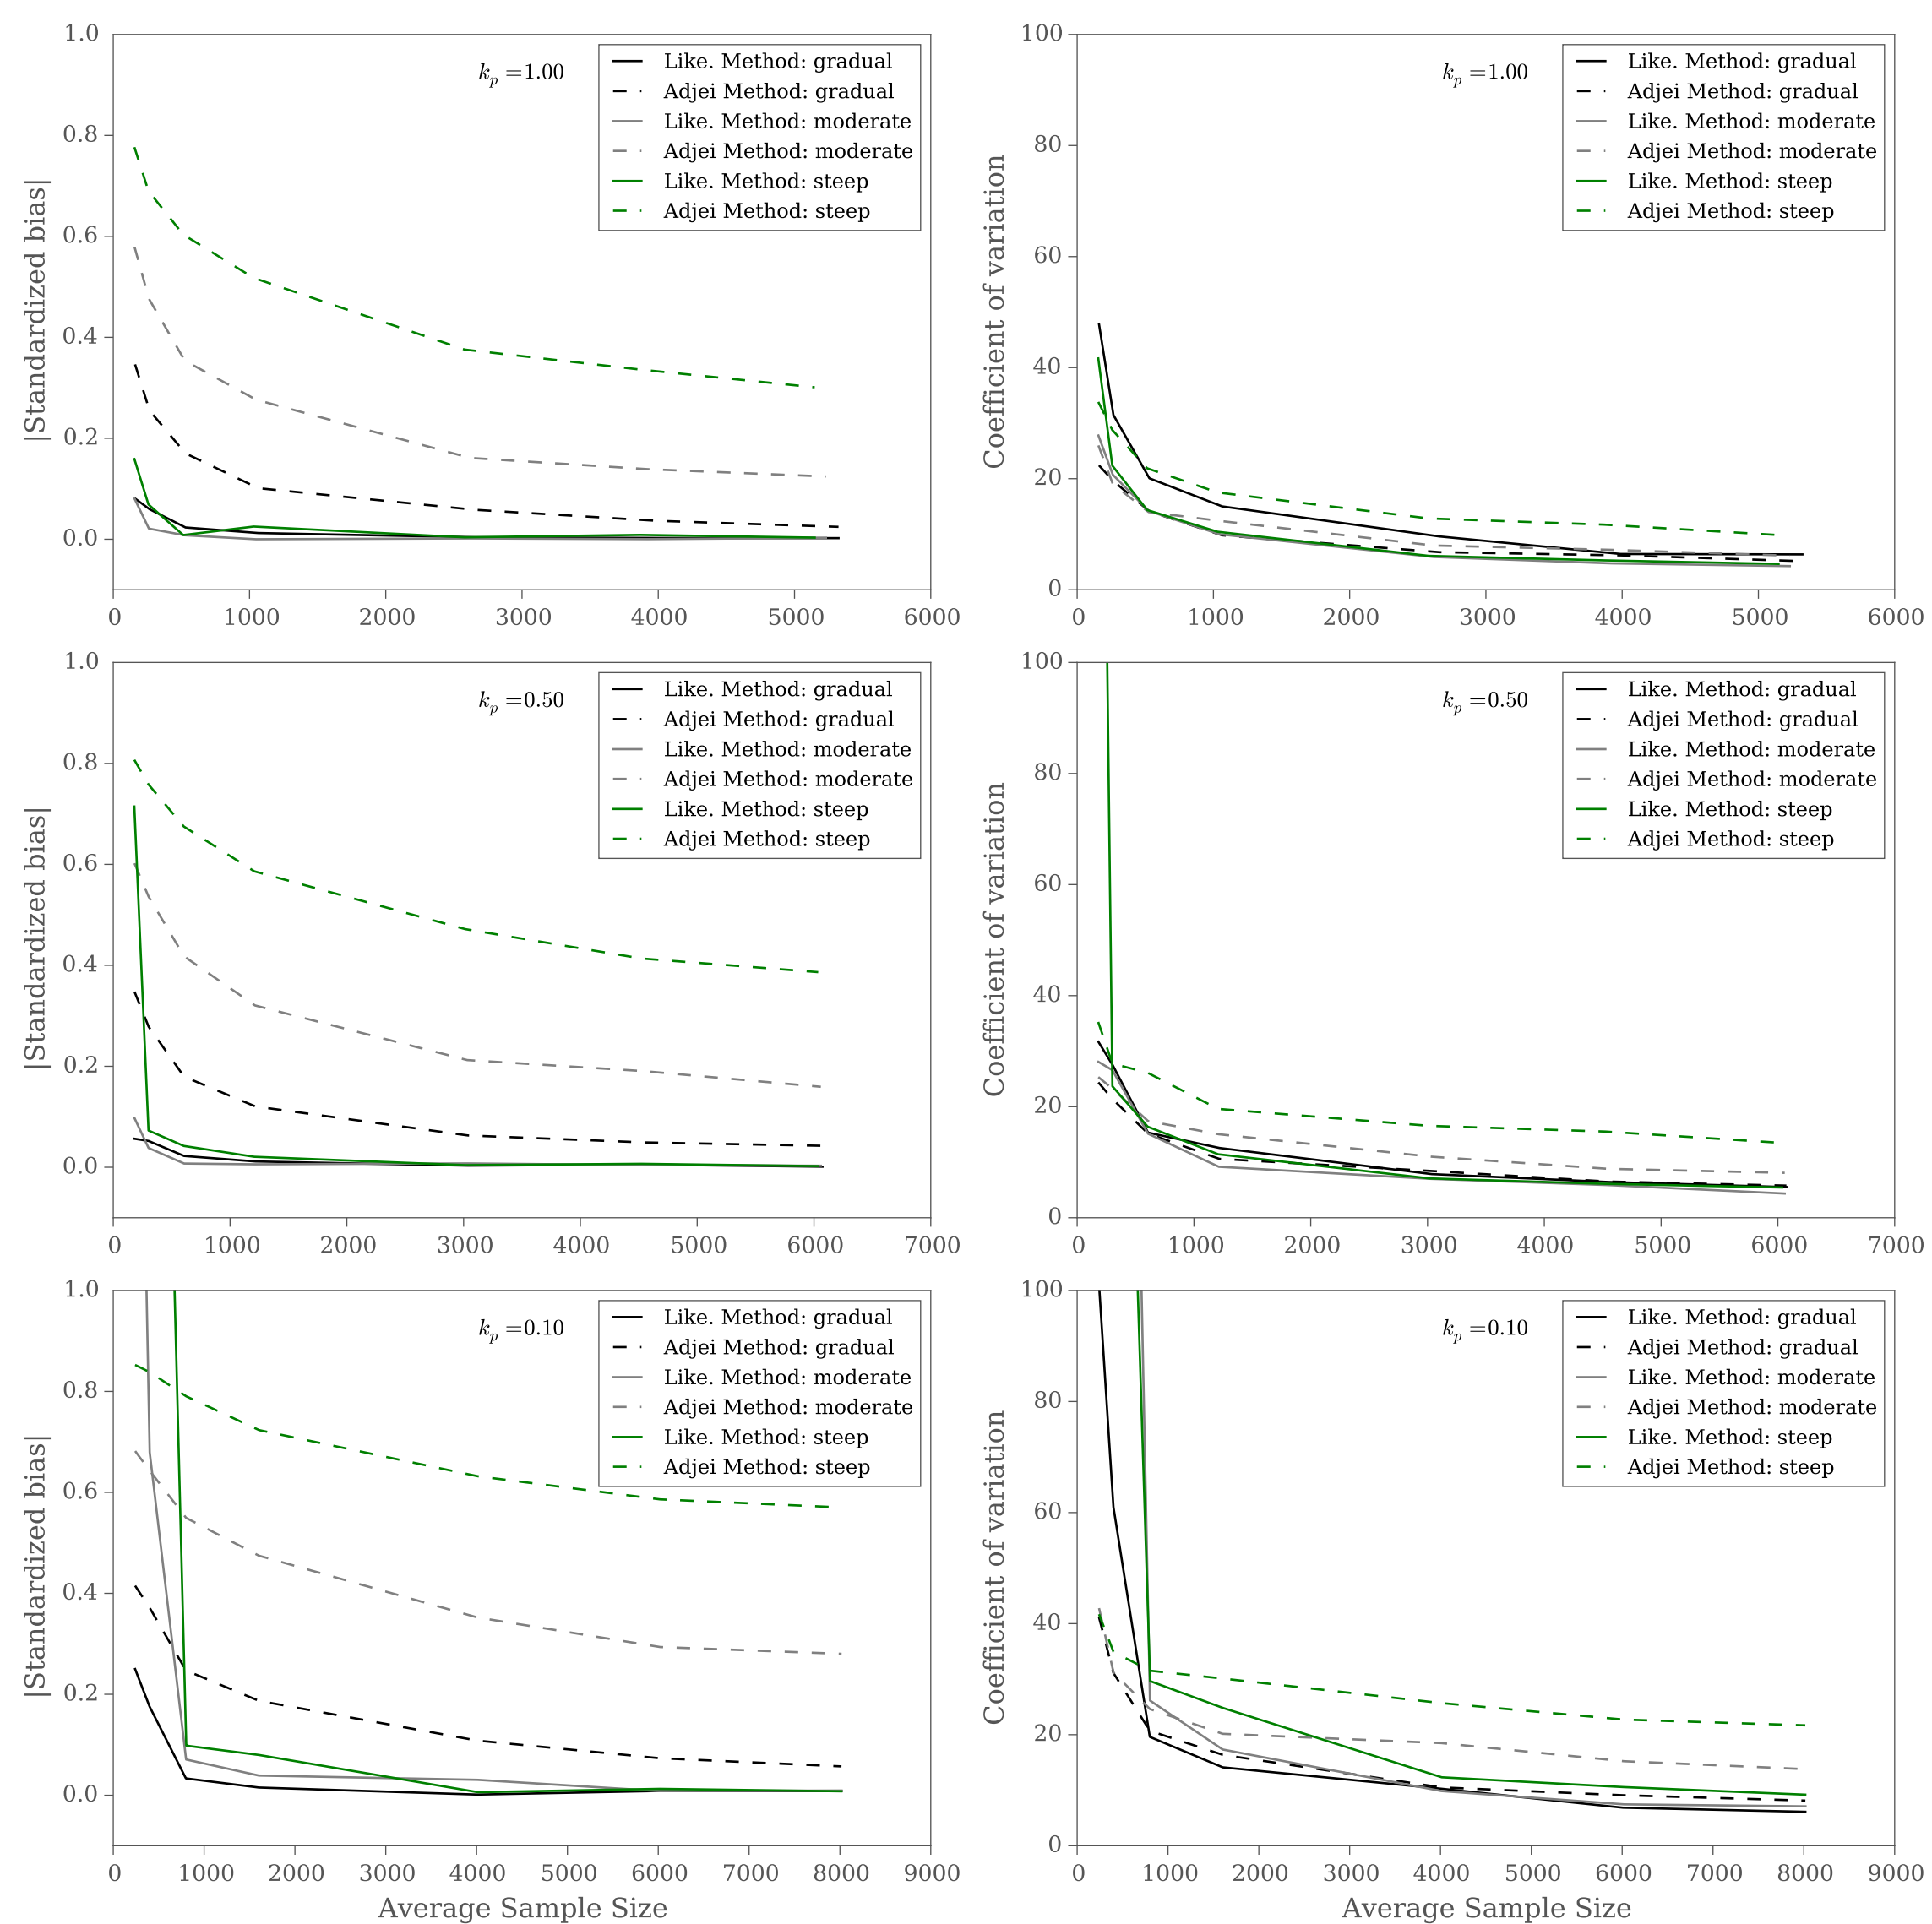 1.0
0.8
0.6
0.4
0.2
0.0
|Standardized bias|
k_p =1.00
Like. Method: gradual
Adjei Method: gradual
Like. Method: moderate
Adjei Method: moderate
Like. Method: steep
Adjei Method: steep
0 1000 2000 3000 4000 5000 6000
100
80
60
40
20
0
Coefficient of variation
k_p =1.00
Like. Method: gradual
Adjei Method: gradual
Like. Method: moderate
Adjei Method: moderate
Like. Method: steep
Adjei Method: steep
0 1000 2000 3000 4000 5000 6000
1.0
0.8
0.6
0.4
0.2
0.0
|Standardized bias|
k_p =0.50
Like. Method: gradual
Adjei Method: gradual
Like. Method: moderate
Adjei Method: moderate
Like. Method: steep
Adjei Method: steep
0 1000 2000 3000 4000 5000 6000 7000
100
80
60
40
20
0
Coefficient of variation
k_p =0.50
Like. Method: gradual
Adjei Method: gradual
Like. Method: moderate
Adjei Method: moderate
Like. Method: steep
Adjei Method: steep
0 1000 2000 3000 4000 5000 6000 7000
1.0
0.8
0.6
0.4
0.2
0.0
|Standardized bias|
k_p =0.10
Like. Method: gradual
Adjei Method: gradual
Like. Method: moderate
Adjei Method: moderate
Like. Method: steep
Adjei Method: steep
0 1000 2000 3000 4000 5000 6000 7000 8000 9000
Average Sample Size
100
80
60
40
20
0
Coefficient of variation
k_p =0.10
Like. Method: gradual
Adjei Method: gradual
Like. Method: moderate
Adjei Method: moderate
Like. Method: steep
Adjei Method: steep
0 1000 2000 3000 4000 5000 6000 7000 8000 9000
Average Sample Size